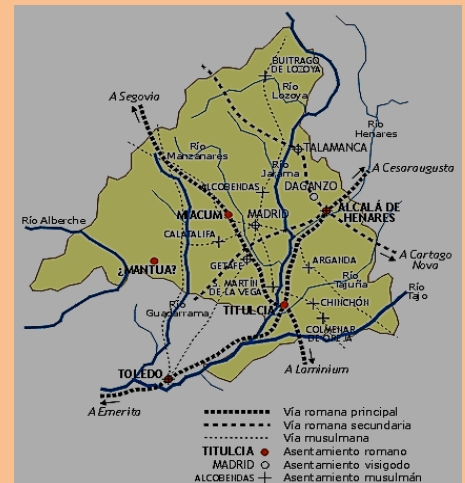 BUITRAGO
DE LOZOYA
Río
Lozoya
A Segovia
Río
Henares
TALAMANCA
Río
Manzanares
Río
Jarama
A Cesaraugusta
DAGANZO
ALCOBENDAS
ALCALÁ DE
HENARES
MIACUM
MADRID
Río Alberche
CALATALIFA
A Cartago
Nova
¿MANTUA?
GETAFE
ARGANDA
Río
Tajuña
S. MARTÍN
DE LA VEGA
Río
Tajo
Río
Guadarrama
CHINCHÓN
TITULCIA
COLMENAR
DE OREJA
TOLEDO
A Laminium
A Emerita
Vía romana principal
Vía romana secundaria
Vía musulmana
TITULCIA Asentamiento romano
MADRID Asentamiento visigodo
ALCOBENDAS Asentamiento musulmán